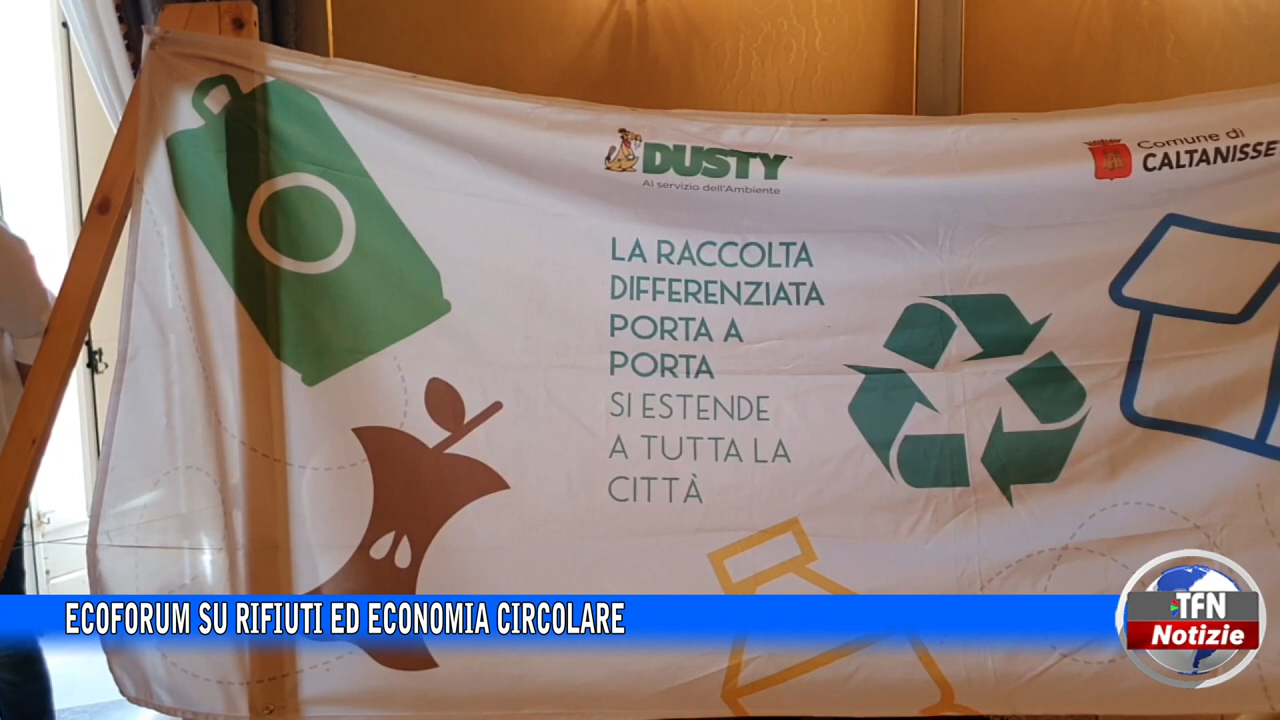 DUSTY
Al servizio dell'Ambiente
Comune di
CALTANISSE
LA RACCOLTA
DIFFERENZIATA
PORTA A
PORTA
SI ESTENDE
A TUTTA LA
CITTÀ
ECOFORUM SU RIFIUTI ED ECONOMIA CIRCOLARE
TFN
Notizie